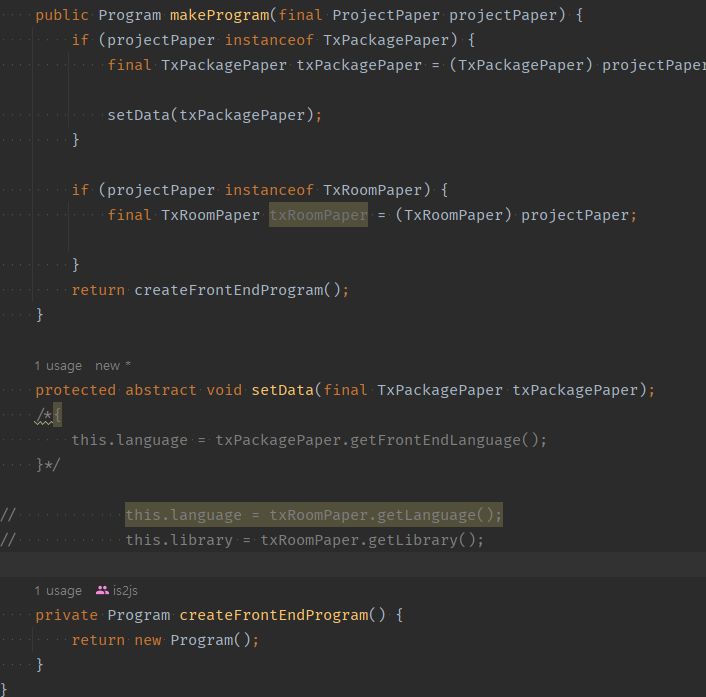 public Program makeProgram(final ProjectPaper projectPaper) {
if (projectPaper instanceof TxPackagePaper) {
final TxPackagePaper txPackagePaper = (TxPackagePaper) projectPaper
setData(txPackagePaper);
}
if (projectPaper instanceof TxRoomPaper) {
final TxRoomPaper txRoomPaper = (TxRoomPaper) projectPaper;
}
return createFrontEndProgram();
}
1 usage new *
protected abstract void setData(final TxPackagePaper txPackagePaper);
/*{
this.language = txPackagePaper.getFrontEndLanguage();
}*/
// this.language = txRoomPaper.getLanguage();
// this.library = txRoomPaper.getLibrary();
1 usage is2js
private Program createFrontEndProgram() {
return new Program();
}
}